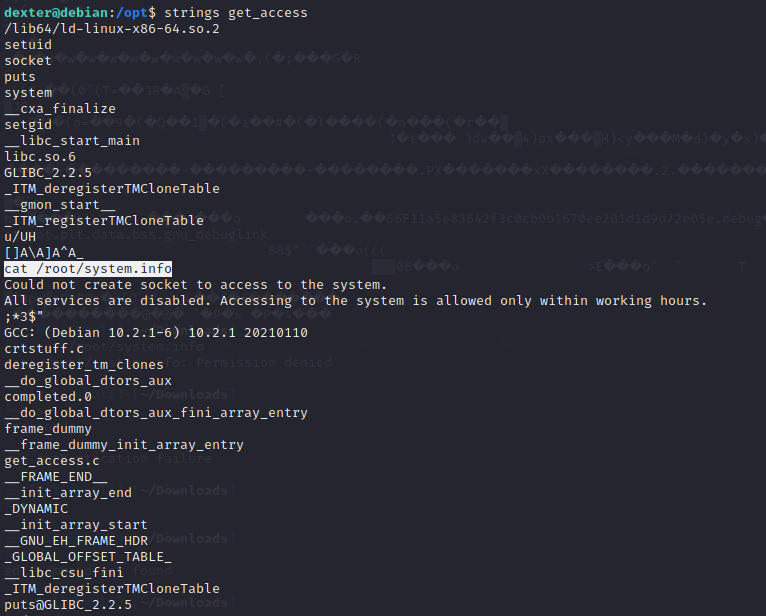 dexter@debian:/opt$ strings get_access
/lib64/ld-linux-x86-64.so.2
setuid
socket
puts
system
__cxa_finalize
setgid
__libc_start_main
libc.so.6
GLIBC_2.2.5
_ITM_deregisterTMCloneTable
__gmon_start__
_ITM_registerTMCloneTable
u/UH
[]A\A]A^A_
cat /root/system.info
Could not create socket to access to the system.
All services are disabled. Accessing to the system is allowed only within working hours.
;*3$"
GCC: (Debian 10.2.1-6) 10.2.1 20210110
crtstuff.c
deregister_tm_clones
__do_global_dtors_aux
completed.0
__do_global_dtors_aux_fini_array_entry
frame_dummy
__frame_dummy_init_array_entry
get_access.c
__FRAME_END__
__init_array_end
_DYNAMIC
__init_array_start
__GNU_EH_FRAME_HDR
_GLOBAL_OFFSET_TABLE_
__libc_csu_fini
_ITM_deregisterTMCloneTable
puts@GLIBC_2.2.5